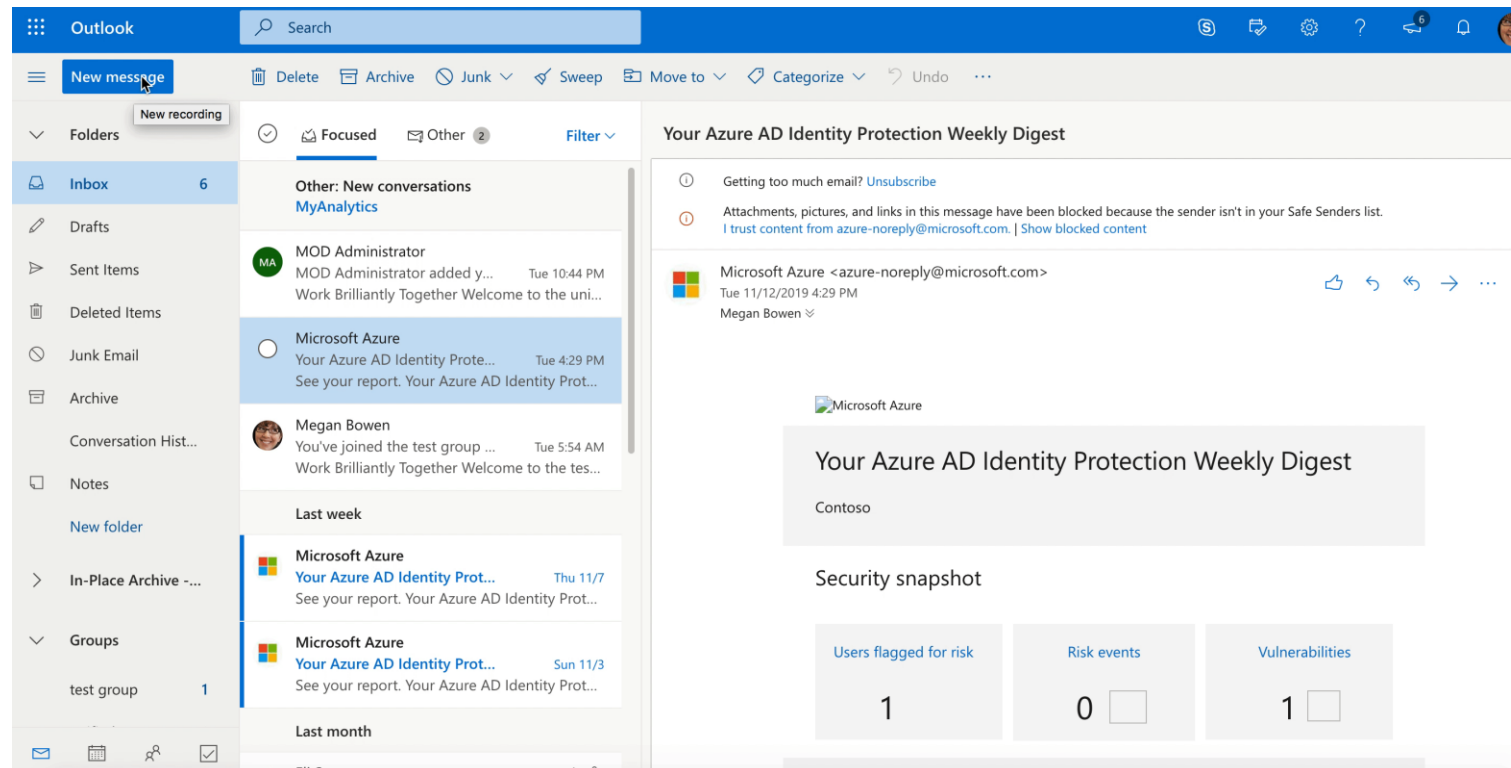 Outlook
Search
6
New message
Delete
Archive
Junk
Sweep
Move to
Categorize
Undo
New recording
Folders
Inbox 6
Drafts
Sent Items
Deleted Items
Junk Email
Archive
Conversation Hist...
Notes
New folder
In-Place Archive -...
Groups
test group 1
Focused
Other 2
Filter
Other: New conversations
MyAnalytics
MA
MOD Administrator
MOD Administrator added y... Tue 10:44 PM
Work Brilliantly Together Welcome to the uni...
Microsoft Azure
Your Azure AD Identity Prote... Tue 4:29 PM
See your report. Your Azure AD Identity Prot...
Megan Bowen
You've joined the test group ... Tue 5:54 AM
Work Brilliantly Together Welcome to the tes...
Last week
Microsoft Azure
Your Azure AD Identity Prot... Thu 11/7
See your report. Your Azure AD Identity Prot...
Microsoft Azure
Your Azure AD Identity Prot... Sun 11/3
See your report. Your Azure AD Identity Prot...
Last month
Your Azure AD Identity Protection Weekly Digest
Getting too much email? Unsubscribe
Attachments, pictures, and links in this message have been blocked because the sender isn't in your Safe Senders list.
I trust content from azure-noreply@microsoft.com. | Show blocked content
Microsoft Azure <azure-noreply@microsoft.com>
Tue 11/12/2019 4:29 PM
Megan Bowen
Microsoft Azure
Your Azure AD Identity Protection Weekly Digest
Contoso
Security snapshot
Users flagged for risk
1
Risk events
0
Vulnerabilities
1